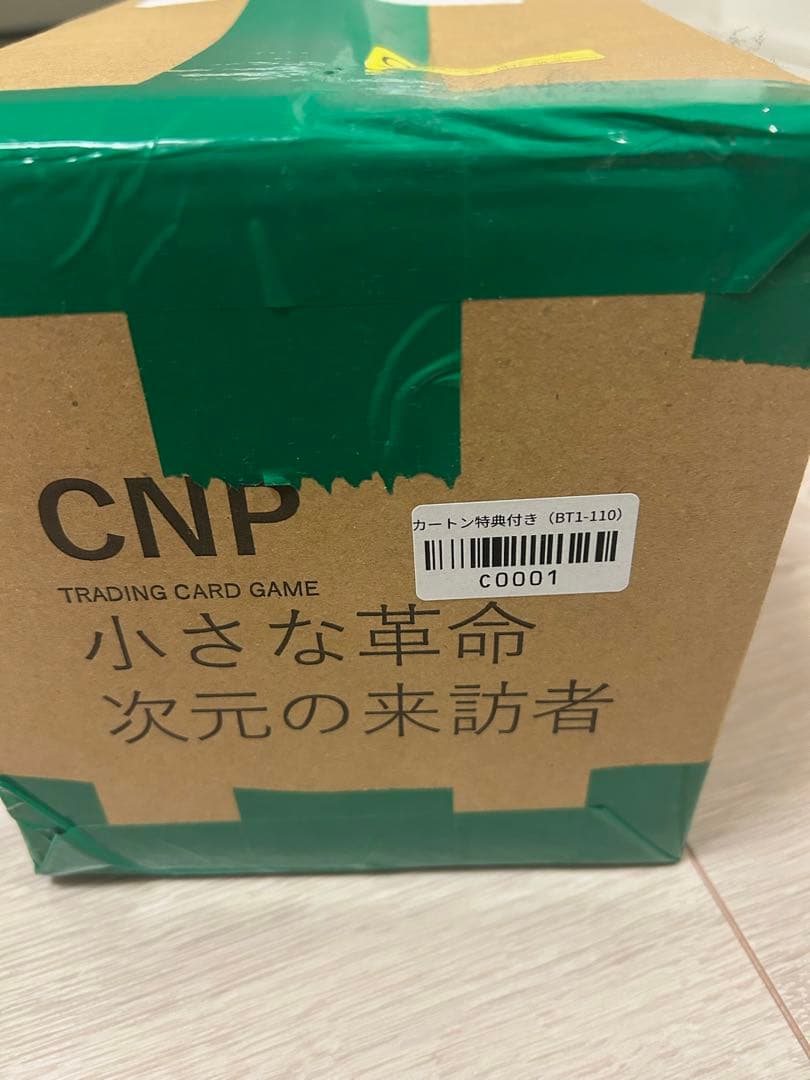 CNP
TRADING CARD GAME
小さな革命
次元の来訪者
カートン特典付き（BT1-110）
C0001